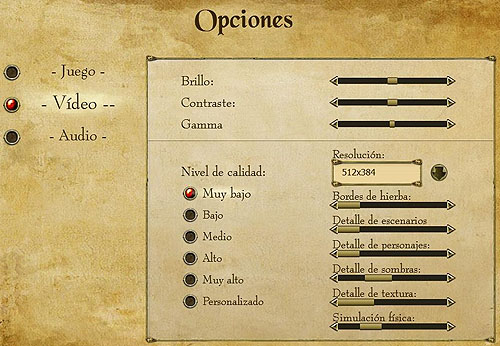 Opciones
- Juego -
- Vídeo --
- Audio -
Brillo:
Contraste:
Gamma
Nivel de calidad:
Muy bajo
Bajo
Medio
Alto
Muy alto
Personalizado
Resolución:
512x384
Bordes de hierba:
Detalle de escenarios
Detalle de personajes:
Detalle de sombras:
Detalle de textura:
Simulación física: